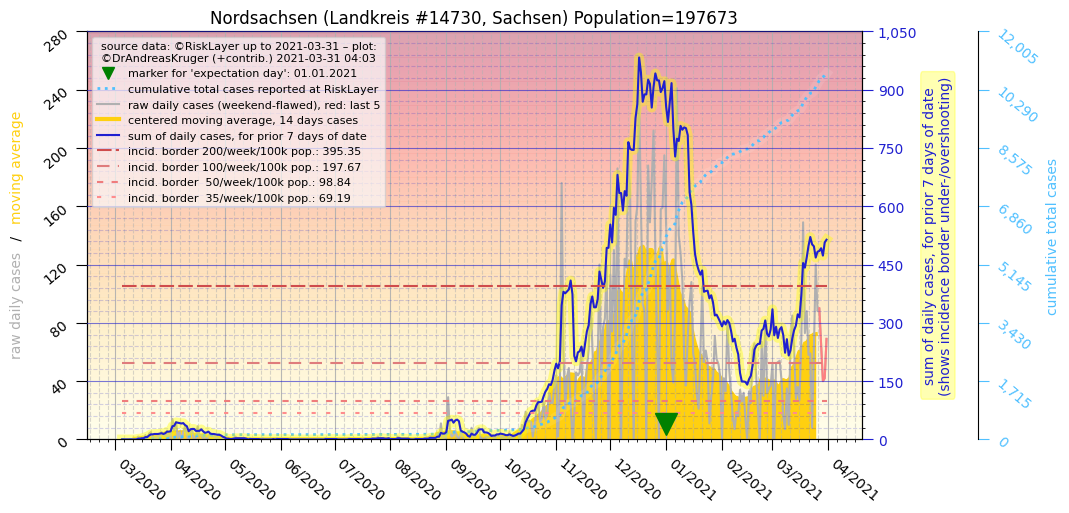 Nordsachsen (Landkreis #14730, Sachsen) Population=197673
source data: ©RiskLayer up to 2021-03-31 – plot:
©DrAndreasKruger (+contrib.) 2021-03-31 04:03
marker for 'expectation day': 01.01.2021
cumulative total cases reported at RiskLayer
raw daily cases (weekend-flawed), red: last 5
centered moving average, 14 days cases
sum of daily cases, for prior 7 days of date
incid. border 200/week/100k pop.: 395.35
incid. border 100/week/100k pop.: 197.67
incid. border  50/week/100k pop.: 98.84
incid. border  35/week/100k pop.: 69.19
raw daily cases  /  moving average
280
240
200
160
120
80
40
0
03/2020
04/2020
05/2020
06/2020
07/2020
08/2020
09/2020
10/2020
11/2020
12/2020
01/2021
02/2021
03/2021
04/2021
1,050
900
750
600
450
300
150
0
sum of daily cases, for prior 7 days of date
(shows incidence border under-/overshooting)
12,005
10,290
8,575
6,860
5,145
3,430
1,715
0
cumulative total cases